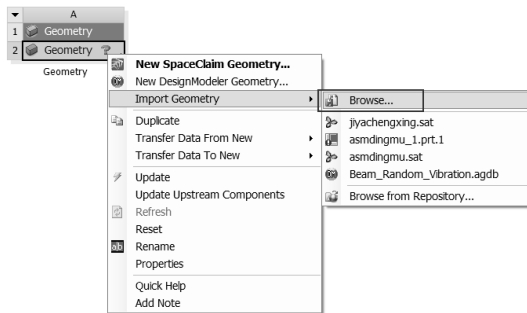 A
1 Geometry
2 Geometry ?
Geometry
New SpaceClaim Geometry...
New DesignModeler Geometry...
Import Geometry
Duplicate
Transfer Data From New
Transfer Data To New
Update
Update Upstream Components
Refresh
Reset
Rename
Properties
Quick Help
Add Note
Browse...
jiyachengxing.sat
asmdingmu_1.prt.1
asmdingmu.sat
Beam_Random_Vibration.agdb
Browse from Repository...